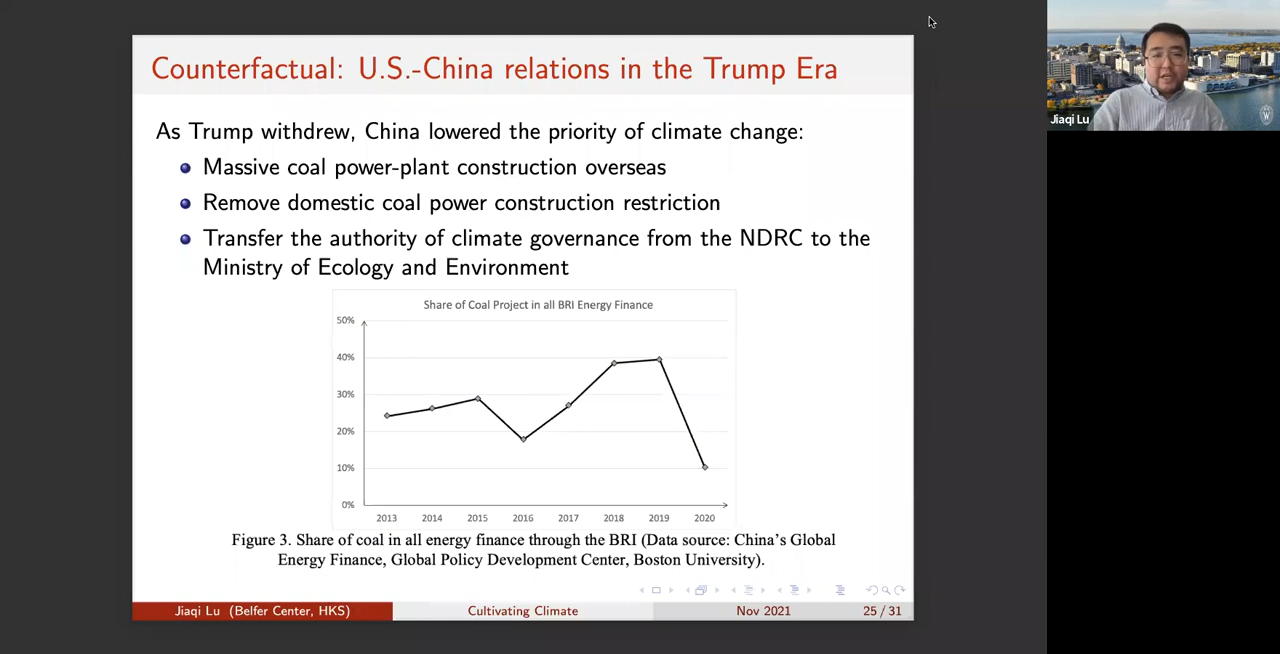 Counterfactual: U.S.-China relations in the Trump Era
As Trump withdrew, China lowered the priority of climate change:
Massive coal power-plant construction overseas
Remove domestic coal power construction restriction
Transfer the authority of climate governance from the NDRC to the
Ministry of Ecology and Environment
Share of Coal Project in all BRI Energy Finance
50%
40%
30%
20%
10%
0%
2013 2014 2015 2016 2017 2018 2019 2020
Figure 3. Share of coal in all energy finance through the BRI (Data source: China's Global
Energy Finance, Global Policy Development Center, Boston University).
Jiaqi Lu (Belfer Center, HKS) Cultivating Climate Nov 2021 25 / 31
Jiaqi Lu
W